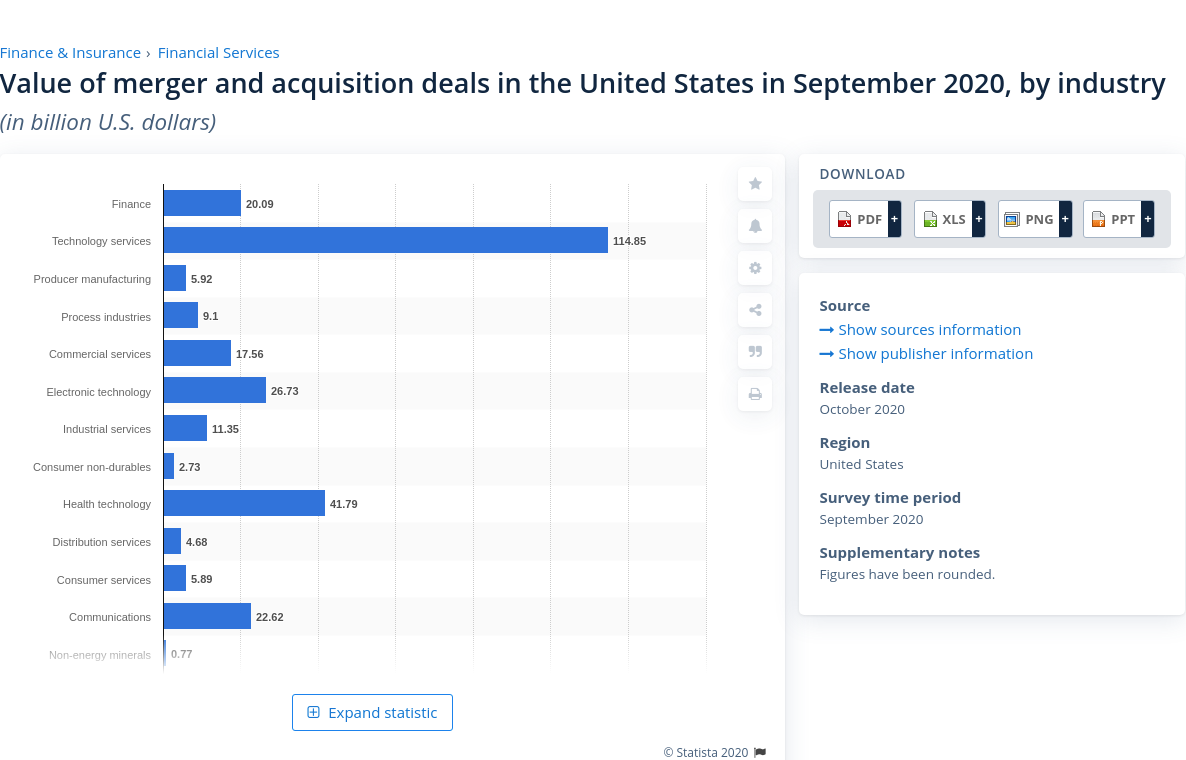 Finance & Insurance › Financial Services
Value of merger and acquisition deals in the United States in September 2020, by industry
(in billion U.S. dollars)
Finance 20.09
Technology services 114.85
Producer manufacturing 5.92
Process industries 9.1
Commercial services 17.56
Electronic technology 26.73
Industrial services 11.35
Consumer non-durables 2.73
Health technology 41.79
Distribution services 4.68
Consumer services 5.89
Communications 22.62
Non-energy minerals 0.77
Expand statistic
© Statista 2020
DOWNLOAD
PDF + XLS + PNG + PPT +
Source
Show sources information
Show publisher information
Release date
October 2020
Region
United States
Survey time period
September 2020
Supplementary notes
Figures have been rounded.